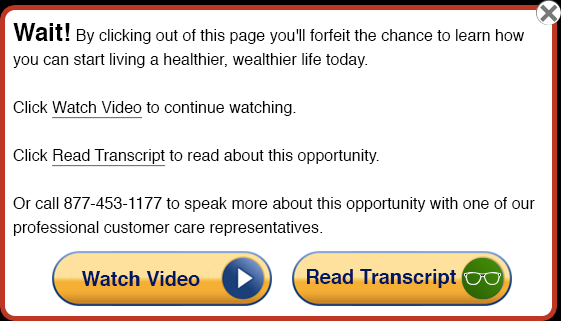 Wait! By clicking out of this page you'll forfeit the chance to learn how
you can start living a healthier, wealthier life today.
Click Watch Video to continue watching.
Click Read Transcript to read about this opportunity.
Or call 877-453-1177 to speak more about this opportunity with one of our
professional customer care representatives.
Watch Video
Read Transcript